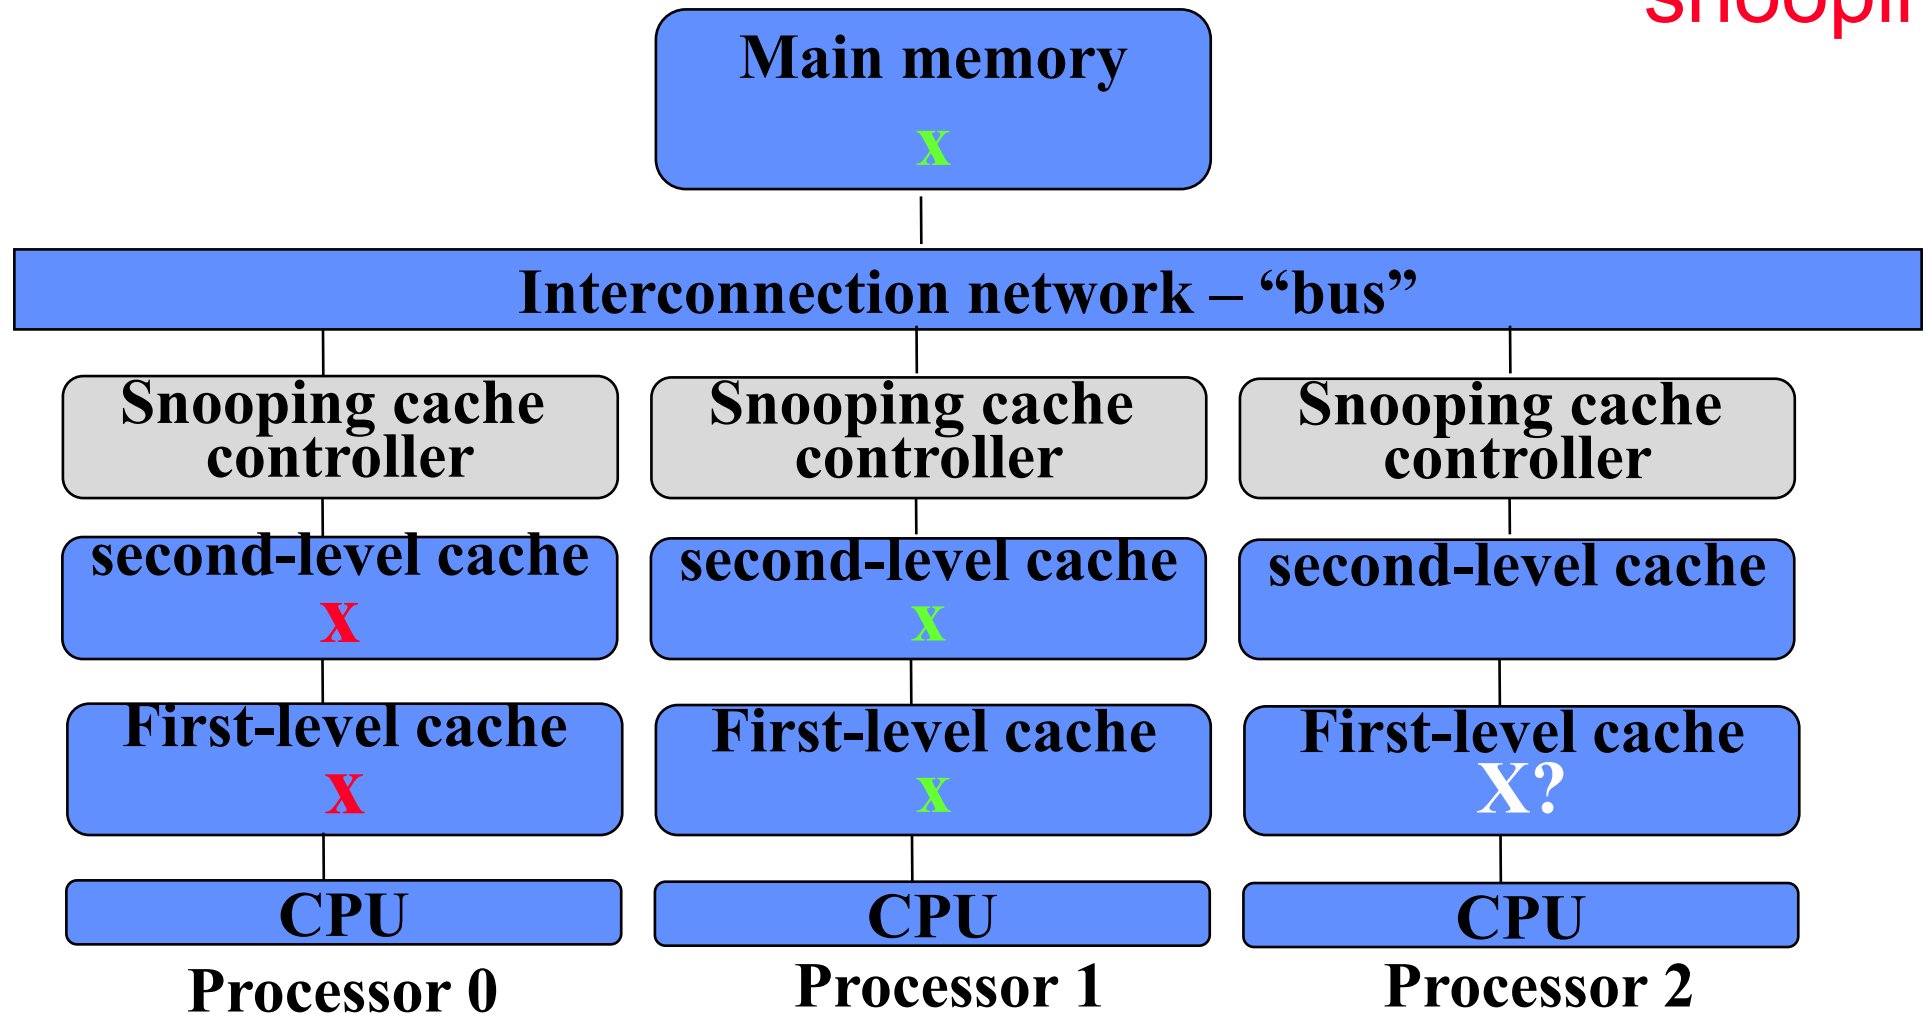 Main memory
x
Interconnection network – “bus”
Snooping cache
controller
Snooping cache
controller
Snooping cache
controller
second-level cache
x
second-level cache
x
second-level cache
First-level cache
x
First-level cache
x
First-level cache
X?
CPU
CPU
CPU
Processor 0
Processor 1
Processor 2